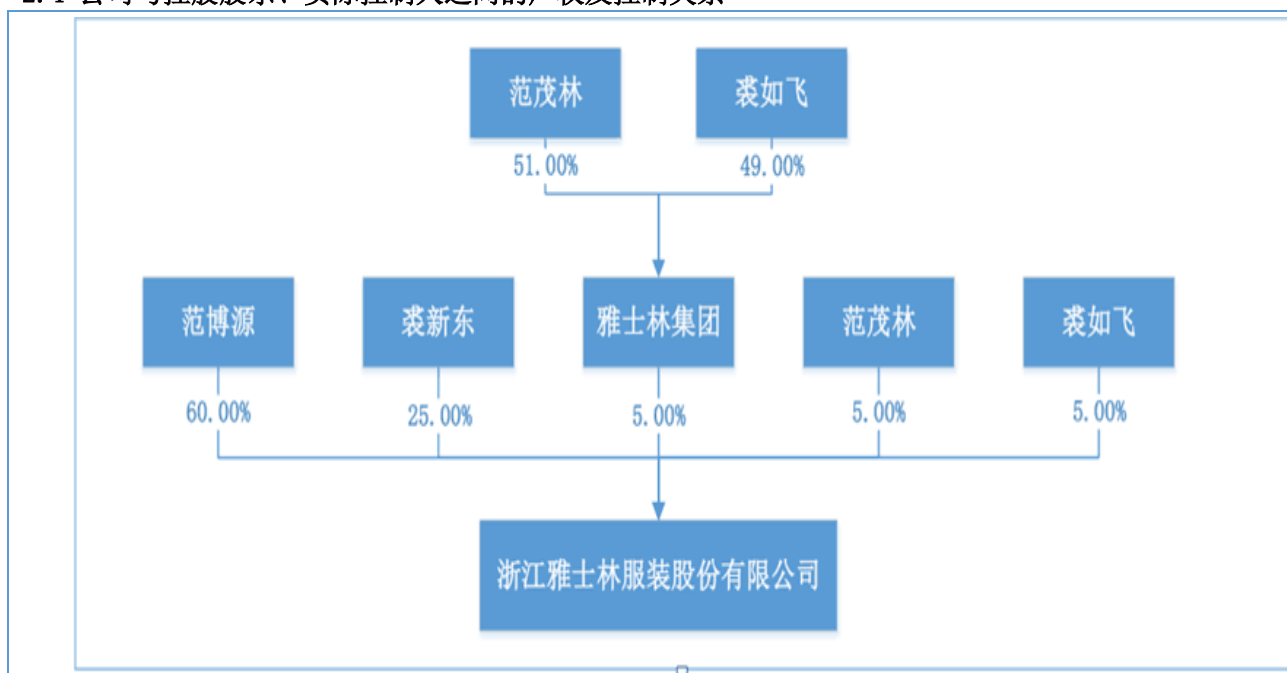 范茂林
裘如飞
51.00%
49.00%
范博源
裘新东
雅士林集团
范茂林
裘如飞
60.00%
25.00%
5.00%
5.00%
5.00%
浙江雅士林服装股份有限公司